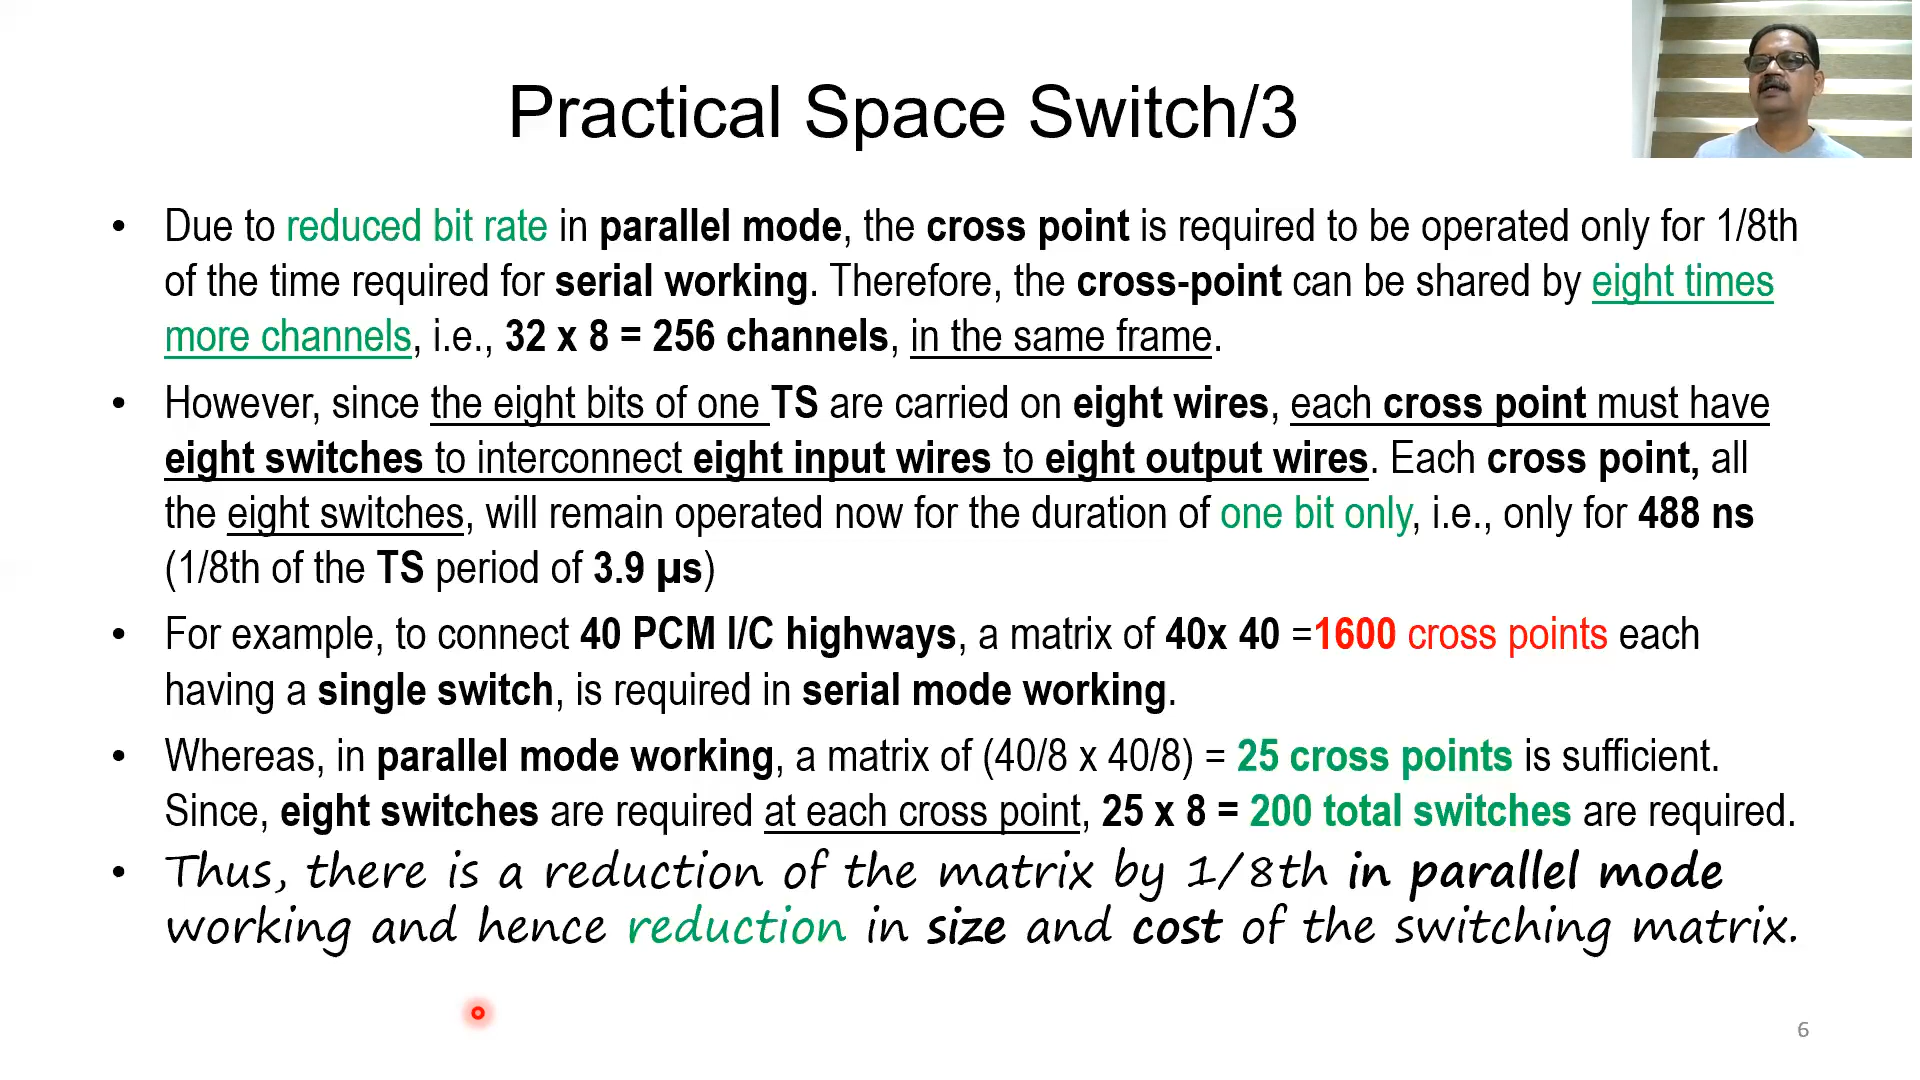 Practical Space Switch/3
• Due to reduced bit rate in parallel mode, the cross point is required to be operated only for 1/8th
of the time required for serial working. Therefore, the cross-point can be shared by eight times
more channels, i.e., 32 x 8 = 256 channels, in the same frame.
• However, since the eight bits of one TS are carried on eight wires, each cross point must have
eight switches to interconnect eight input wires to eight output wires. Each cross point, all
the eight switches, will remain operated now for the duration of one bit only, i.e., only for 488 ns
(1/8th of the TS period of 3.9 µs)
• For example, to connect 40 PCM I/C highways, a matrix of 40x 40 =1600 cross points each
having a single switch, is required in serial mode working.
• Whereas, in parallel mode working, a matrix of (40/8 x 40/8) = 25 cross points is sufficient.
Since, eight switches are required at each cross point, 25 x 8 = 200 total switches are required.
• Thus, there is a reduction of the matrix by 1/8th in parallel mode
working and hence reduction in size and cost of the switching matrix.
6